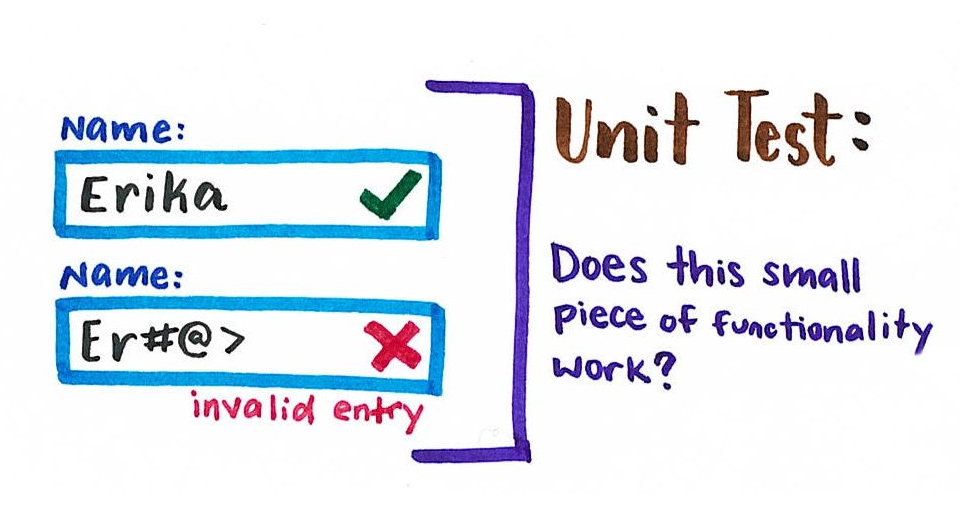 Name:
Erika
Name:
Er#@>
invalid entry
Unit Test:
Does this small
piece of functionality
work?